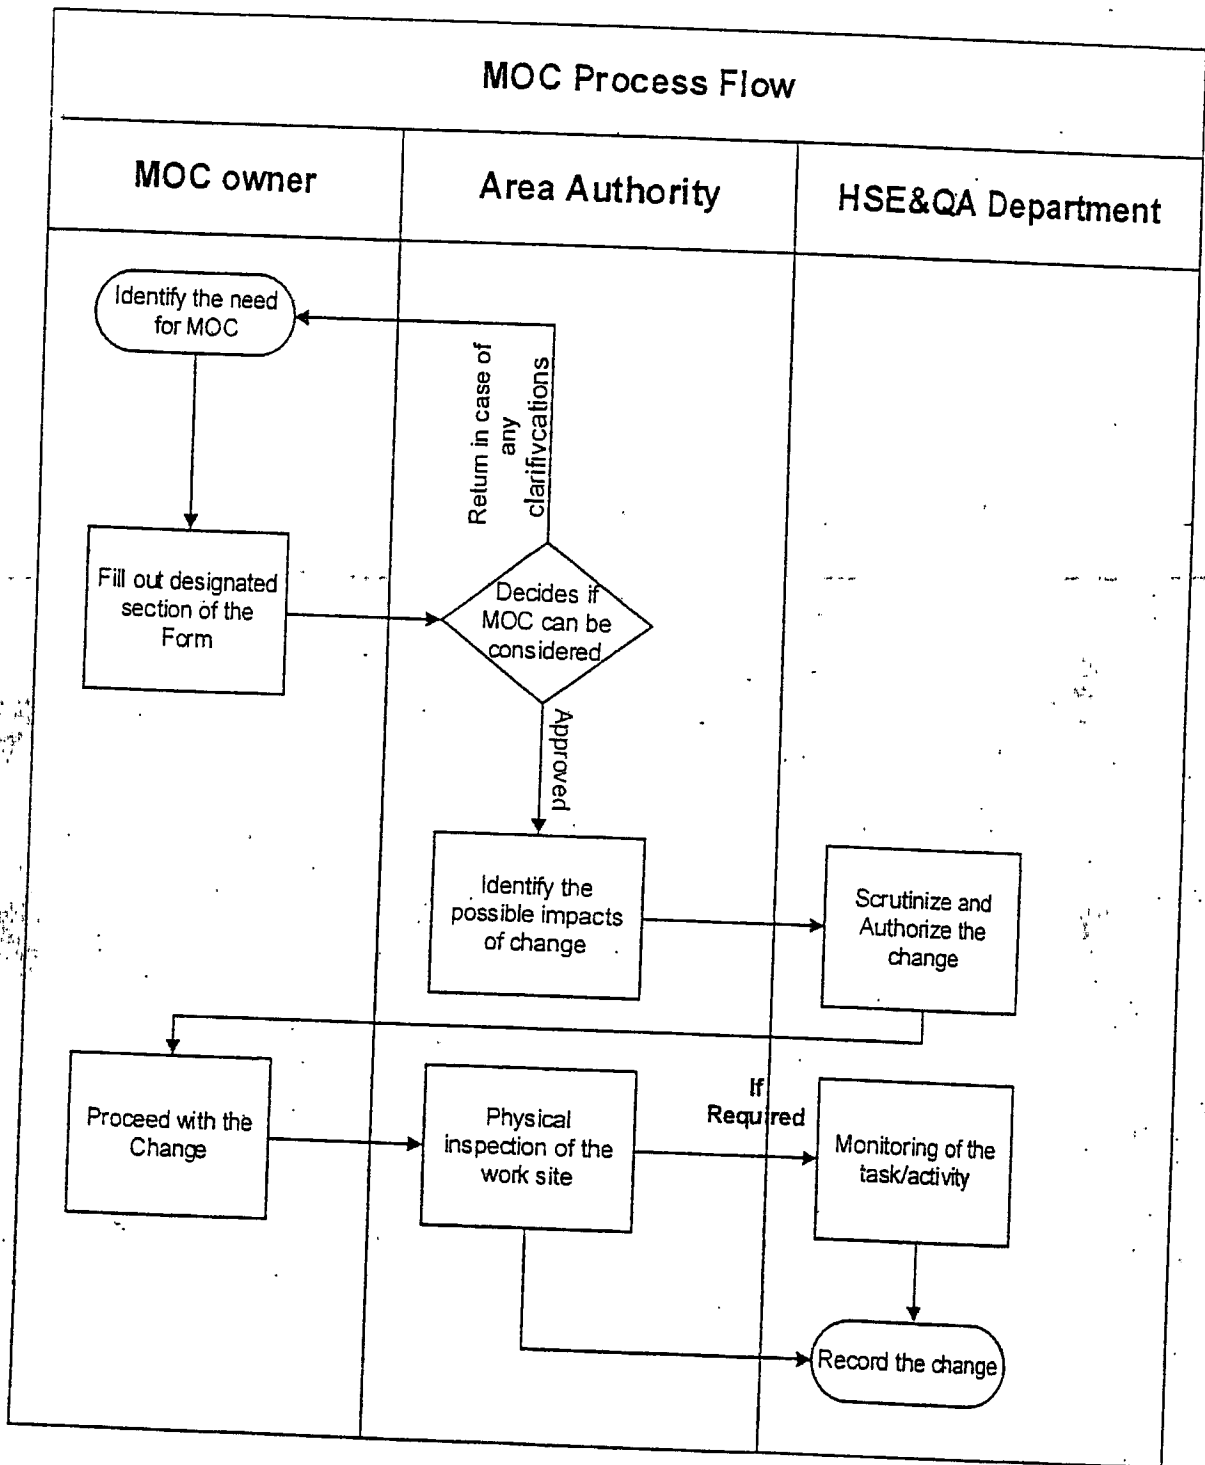 MOC Process Flow
MOC owner
Area Authority
HSE&QA Department
Identify the need
for MOC
Return in case of
any
clarifivcations
Fill out designated
section of the
Form
Decides if
MOC can be
considered
Approved
Identify the
possible impacts
of change
Scrutinize and
Authorize the
change
Proceed with the
Change
Physical
inspection of the
work site
If
Required
Monitoring of the
task/activity
Record the change